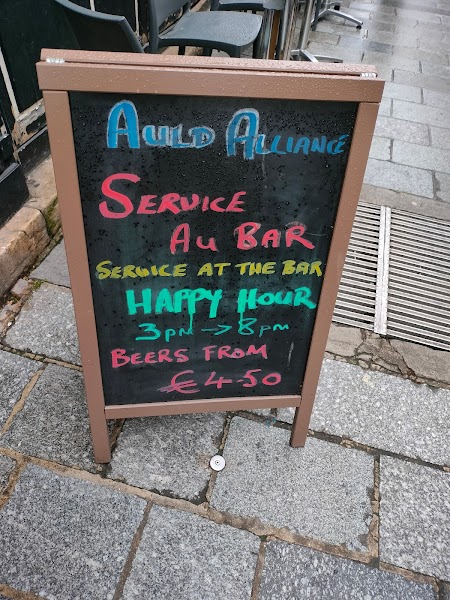 AULD ALLIANCE
SERVICE
AU BAR
SERVICE AT THE BAR
HAPPY HOUR
3PM → 8PM
BEERS FROM
€4.50